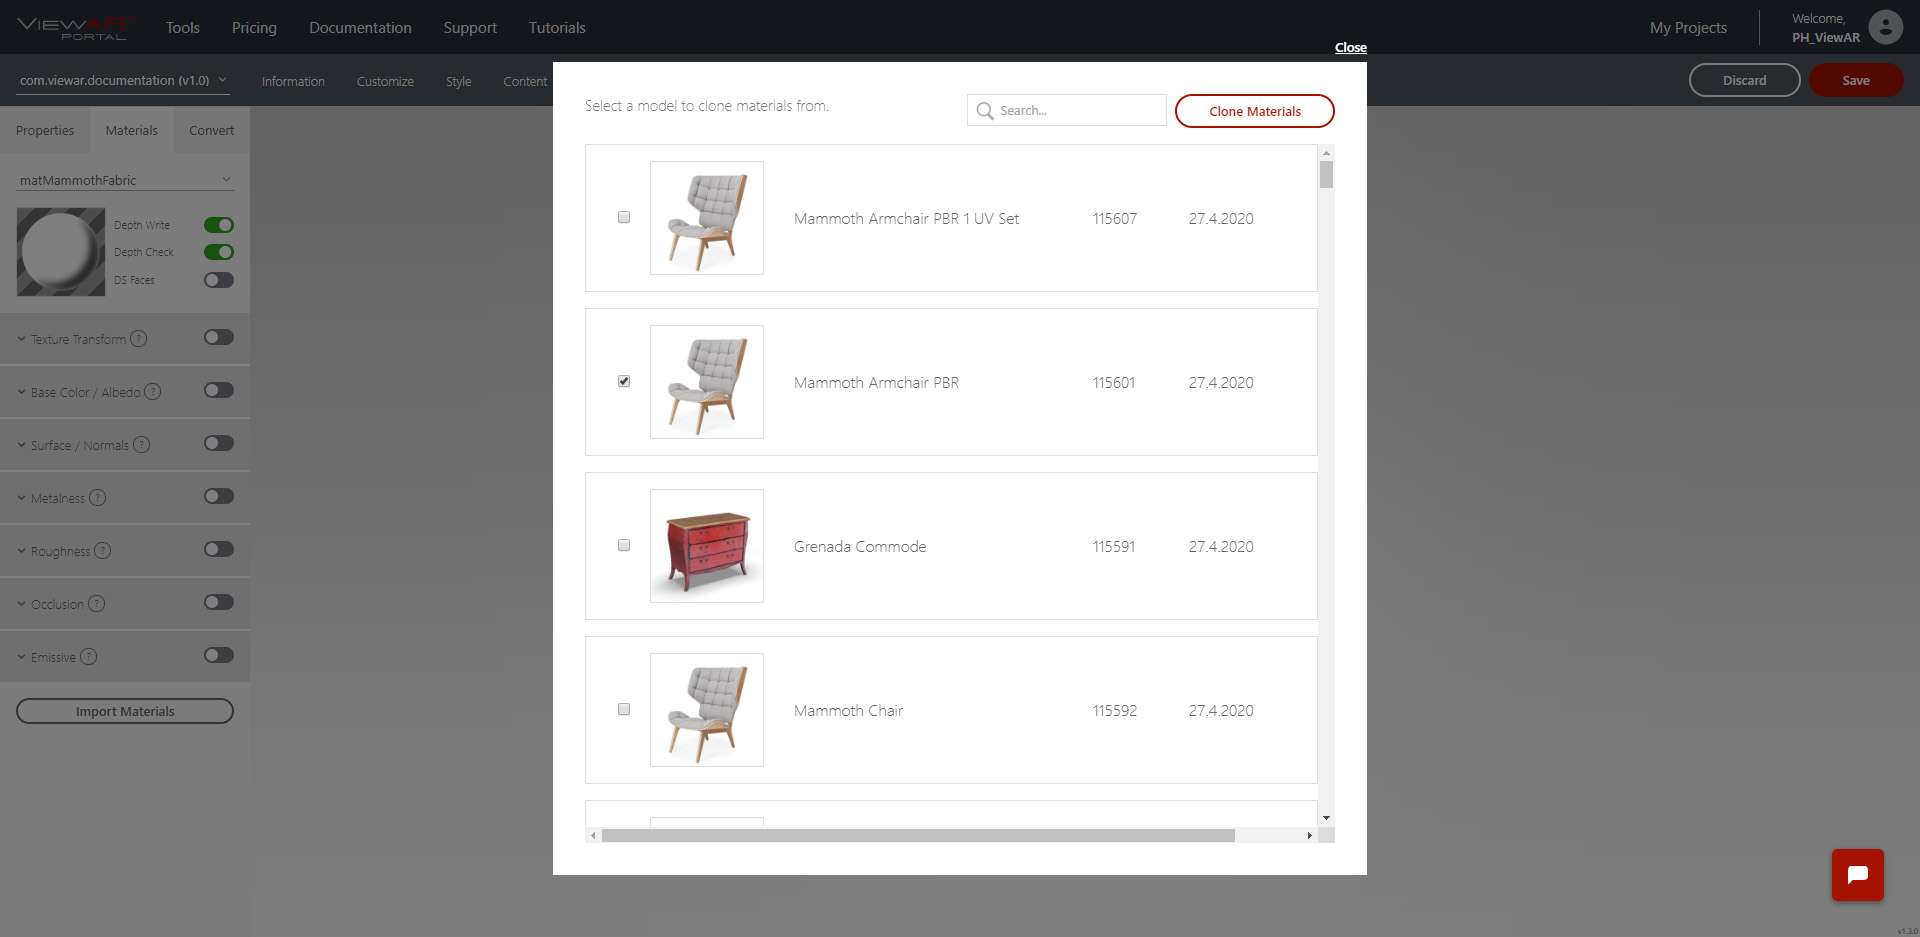 VIEWAR
PORTAL
Tools
Pricing
Documentation
Support
Tutorials
My Projects
Welcome,
PH_ViewAR
Close
com.viewar.documentation (v1.0)
Information
Customize
Style
Content
Discard
Save
Properties
Materials
Convert
matMammothFabric
Depth Write
Depth Check
DS Faces
Texture Transform ?
Base Color / Albedo ?
Surface / Normals ?
Metalness ?
Roughness ?
Occlusion ?
Emissive ?
Import Materials
Select a model to clone materials from.
Search...
Clone Materials
Mammoth Armchair PBR 1 UV Set 115607 27.4.2020
Mammoth Armchair PBR 115601 27.4.2020
Grenada Commode 115591 27.4.2020
Mammoth Chair 115592 27.4.2020
v1.3.0